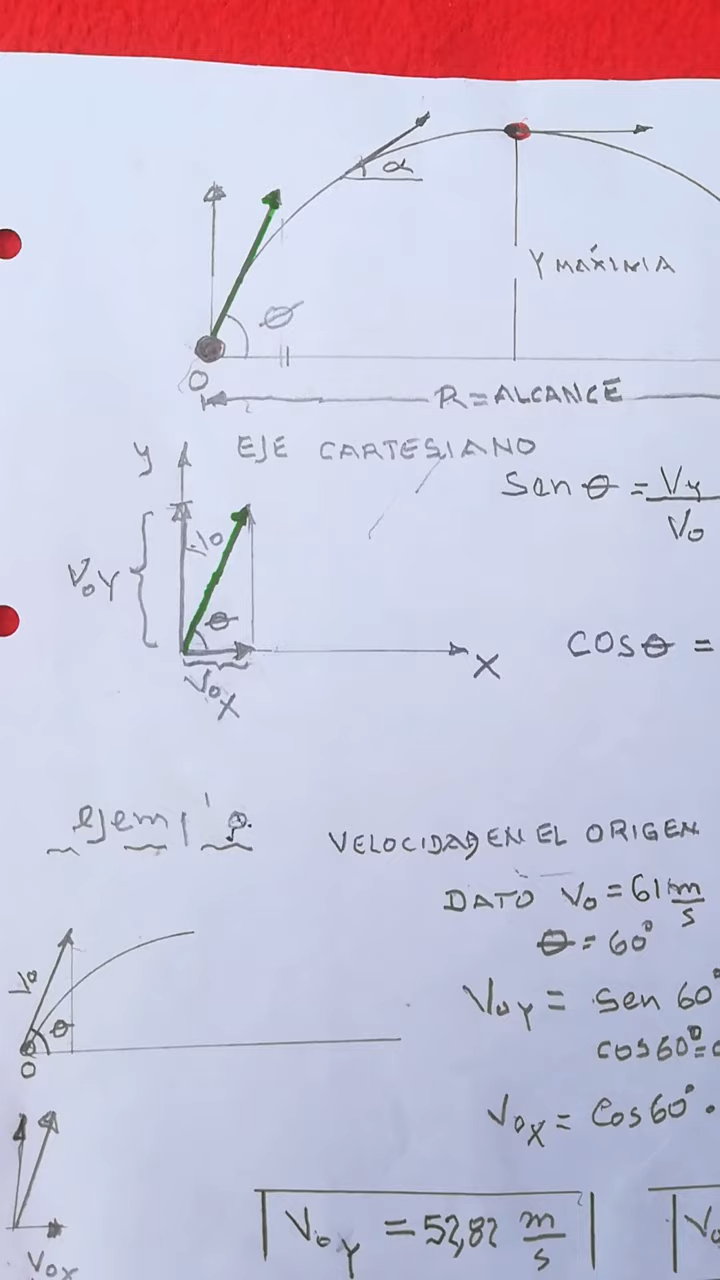 α
Y MÁXIMA
θ
O
R = ALCANCE
y EJE CARTESIANO
Sen θ = Vy
Vo
Vo
VoY
θ
COS θ =
X
VoX
VELOCIDAD EN EL ORIGEN
DATO Vo = 61 m/s
θ = 60°
Vo
θ
VoY = Sen 60°
O
cos 60° =
VoX = Cos 60° .
VoY = 52,82 m/s
VoX